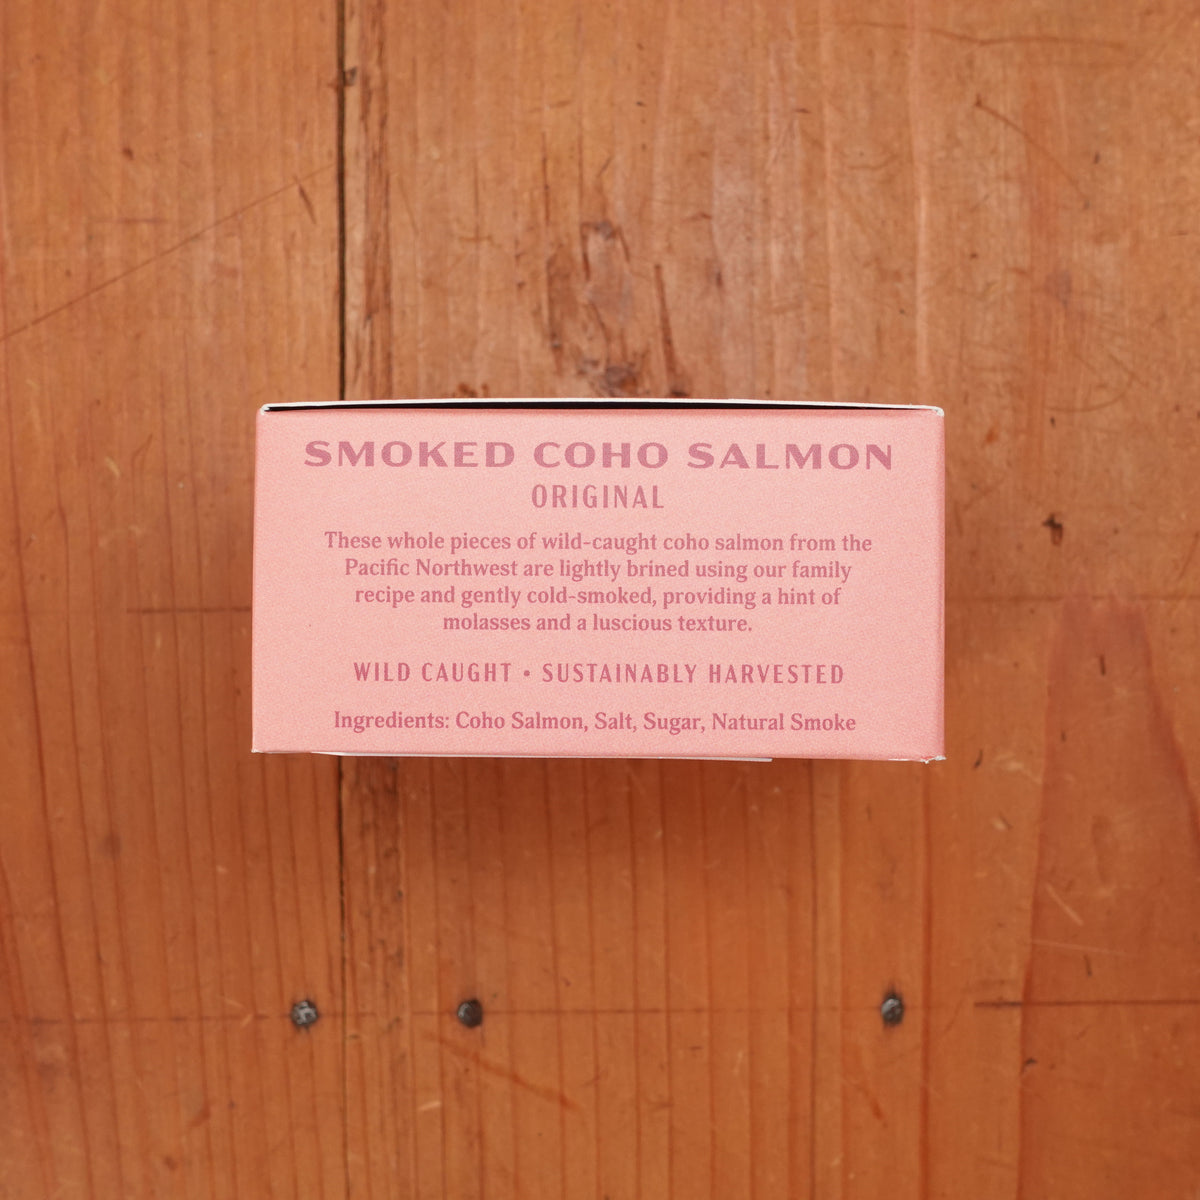 SMOKED COHO SALMON
ORIGINAL
These whole pieces of wild-caught coho salmon from the
Pacific Northwest are lightly brined using our family
recipe and gently cold-smoked, providing a hint of
molasses and a luscious texture.
WILD CAUGHT • SUSTAINABLY HARVESTED
Ingredients: Coho Salmon, Salt, Sugar, Natural Smoke